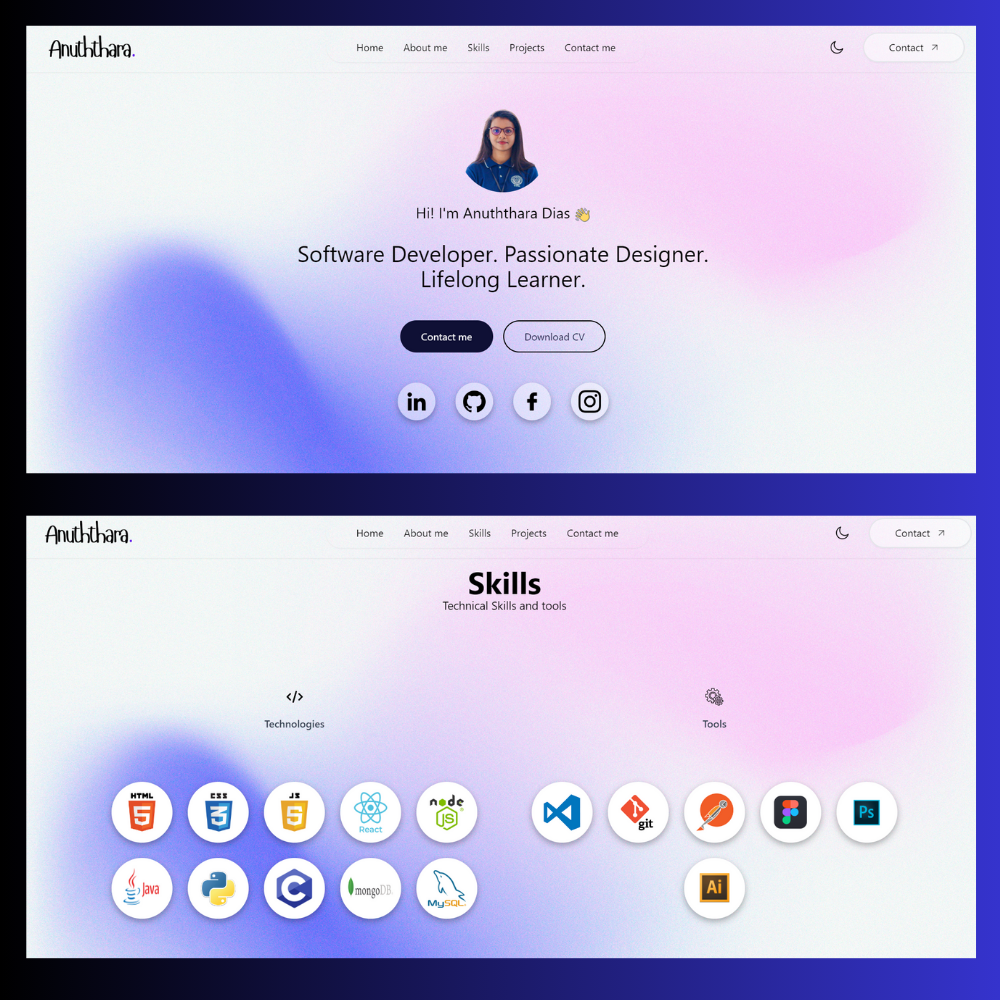 Anuththara.
Home About me Skills Projects Contact me
Contact
Hi! I'm Anuththara Dias
Software Developer. Passionate Designer.
Lifelong Learner.
Contact me Download CV
in f
Anuththara.
Home About me Skills Projects Contact me
Contact
Skills
Technical Skills and tools
</>
Technologies Tools
HTML 5 CSS 3 JS 5 React node JS git Ps
Java C mongoDB. MySQL Ai